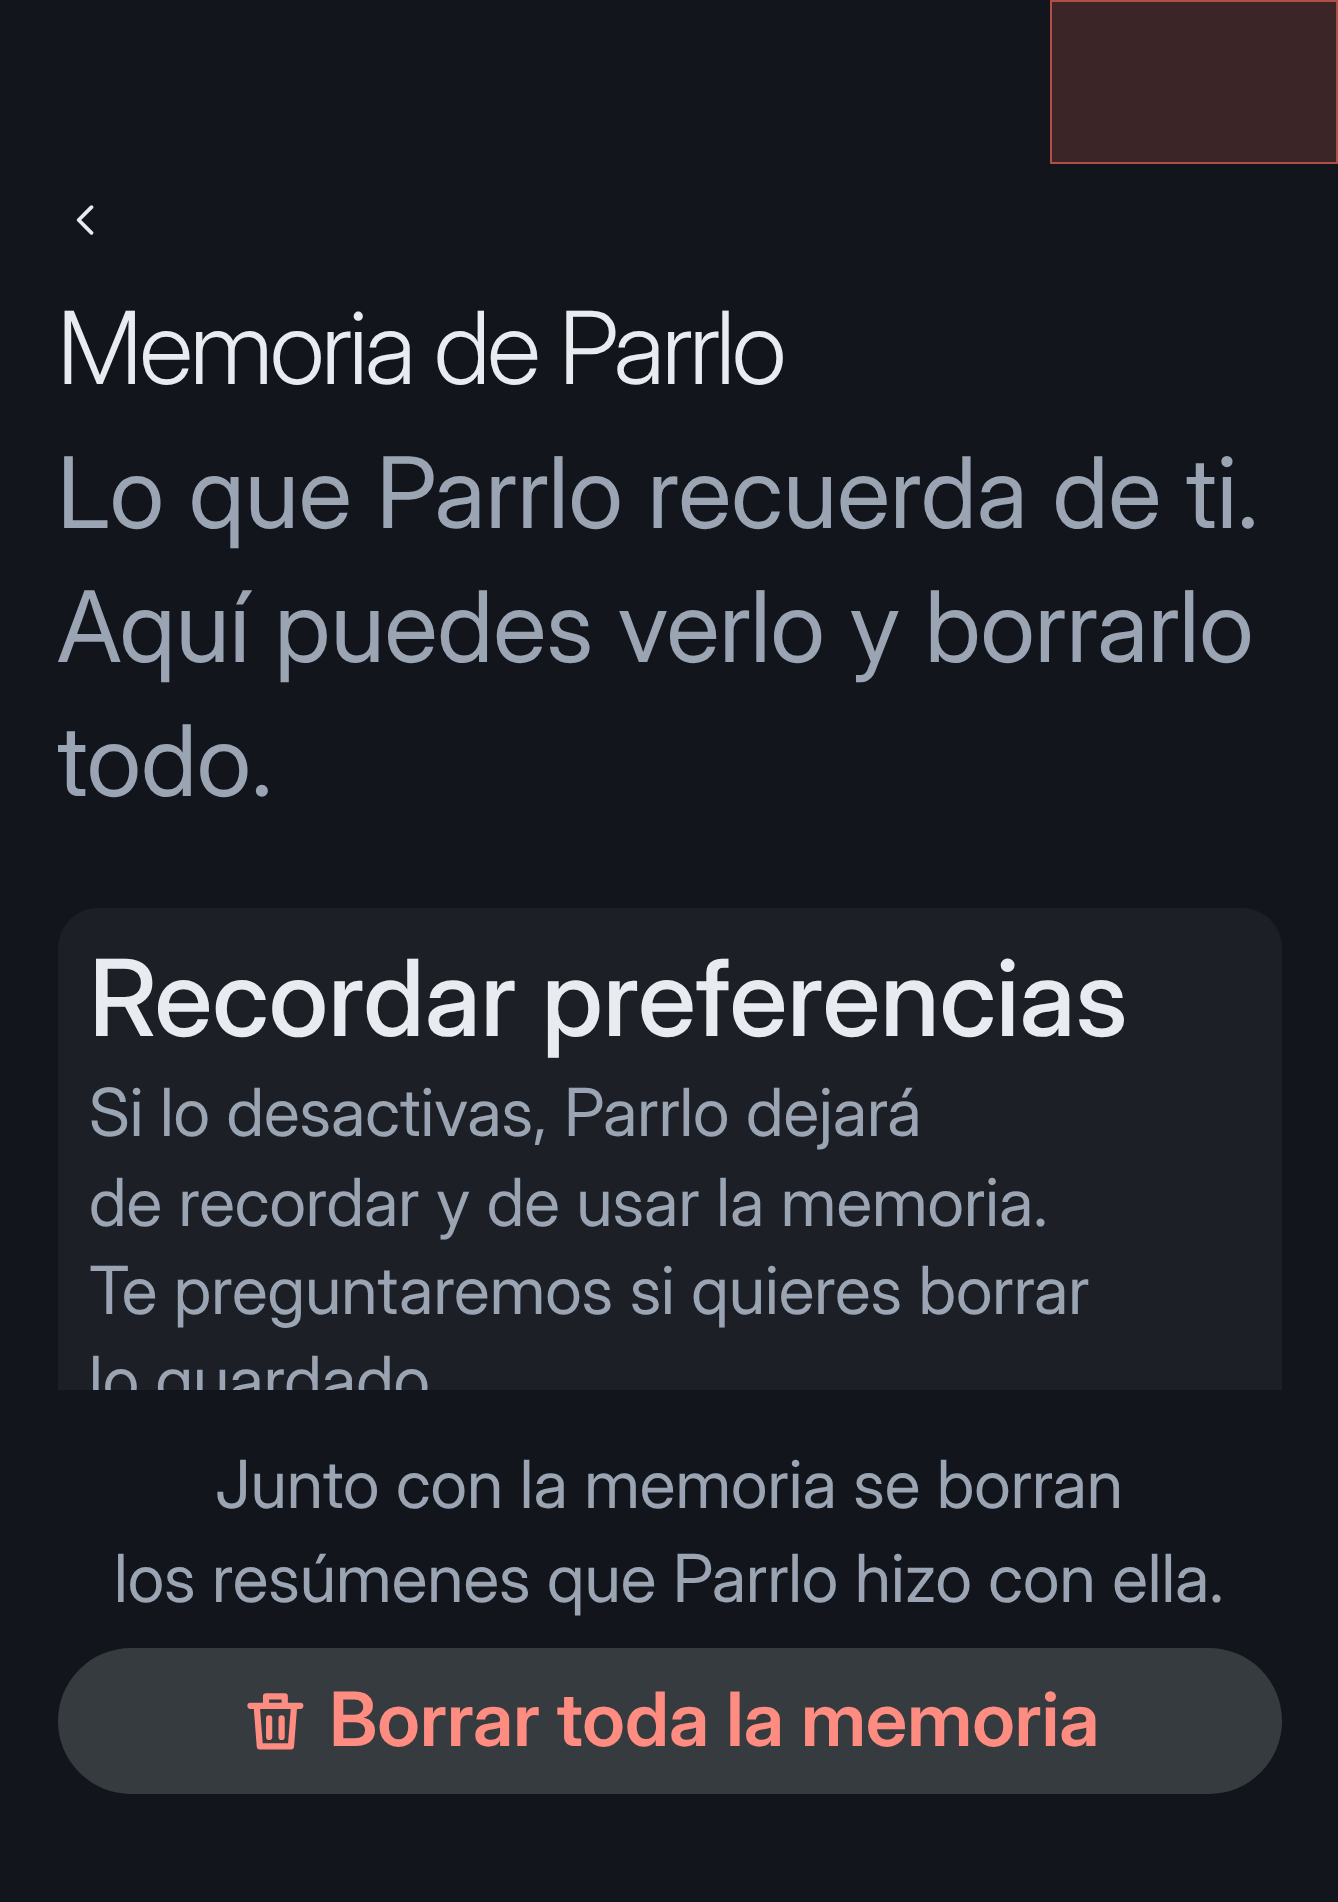 Memoria de Parrlo
Lo que Parrlo recuerda de ti.
Aquí puedes verlo y borrarlo
todo.
Recordar preferencias
Si lo desactivas, Parrlo dejará
de recordar y de usar la memoria.
Te preguntaremos si quieres borrar
lo guardado
Junto con la memoria se borran
los resúmenes que Parrlo hizo con ella.
Borrar toda la memoria